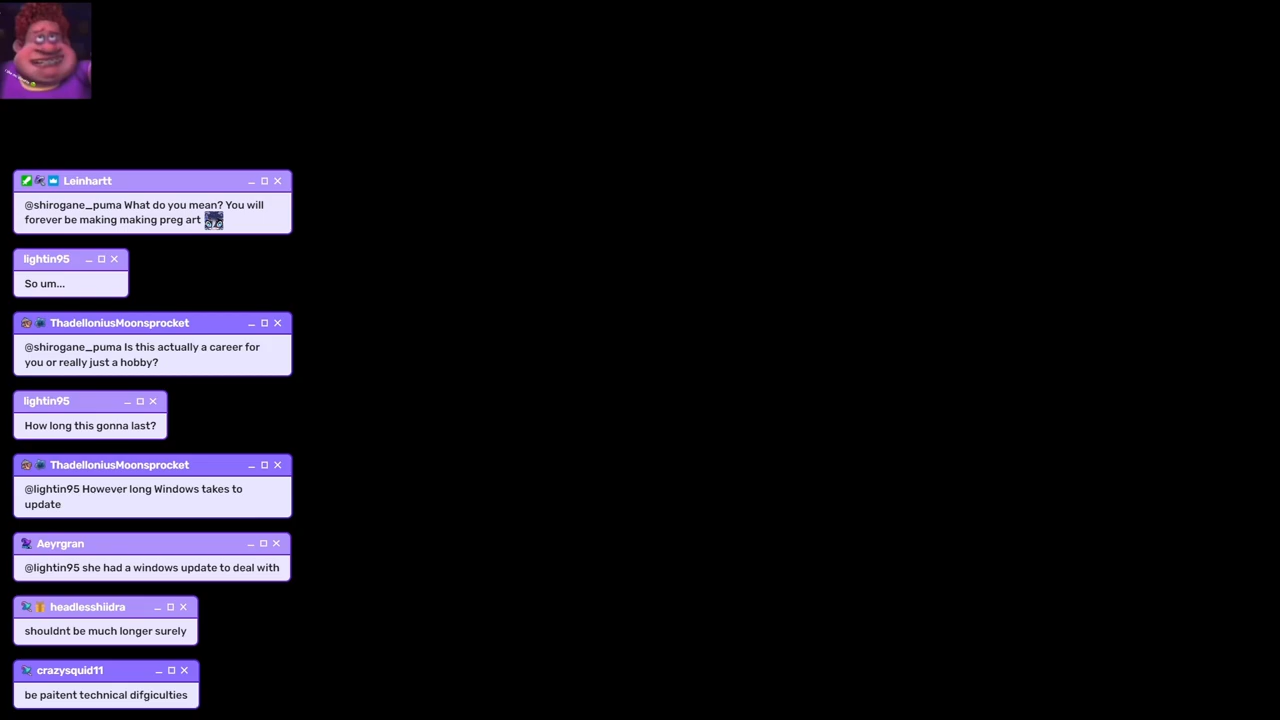 Leinhartt
@shirogane_puma What do you mean? You will
forever be making making preg art
lightin95
So um...
ThadelloniusMoonsprocket
@shirogane_puma Is this actually a career for
you or really just a hobby?
lightin95
How long this gonna last?
ThadelloniusMoonsprocket
@lightin95 However long Windows takes to
update
Aeyrgran
@lightin95 she had a windows update to deal with
headlesshiidra
shouldnt be much longer surely
crazysquid11
be paitent technical difgiculties